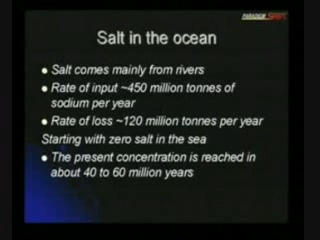 PARADIGM SHIFT
Salt in the ocean
● Salt comes mainly from rivers
● Rate of input ~450 million tonnes of
sodium per year
● Rate of loss ~120 million tonnes per year
Starting with zero salt in the sea
● The present concentration is reached in
about 40 to 60 million years